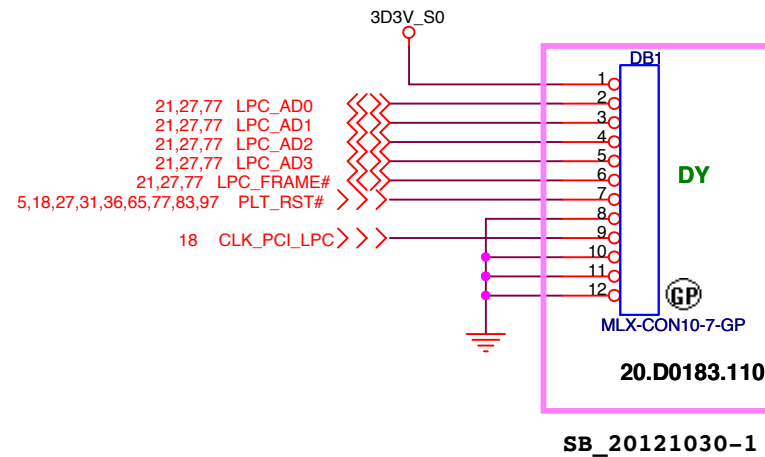 3D3V_S0
DB1
1
21,27,77 LPC_AD0 2
21,27,77 LPC_AD1 3
21,27,77 LPC_AD2 4
21,27,77 LPC_AD3 5
21,27,77 LPC_FRAME# 6
5,18,27,31,36,65,77,83,97 PLT_RST# 7
8
18 CLK_PCI_LPC 9
10
11
12
DY
GP
MLX-CON10-7-GP
20.D0183.110
SB_20121030-1